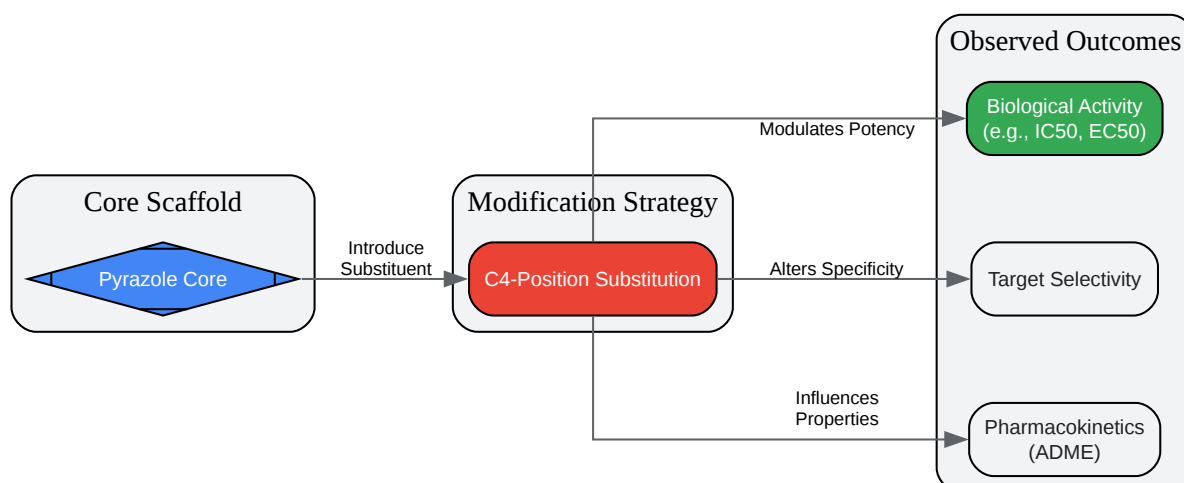 Core Scaffold
Pyrazole Core
Introduce
Substituent
Modification Strategy
C4-Position Substitution
Modulates Potency
Alters Specificity
Influences
Properties
Observed Outcomes
Biological Activity
(e.g., IC50, EC50)
Target Selectivity
Pharmacokinetics
(ADME)